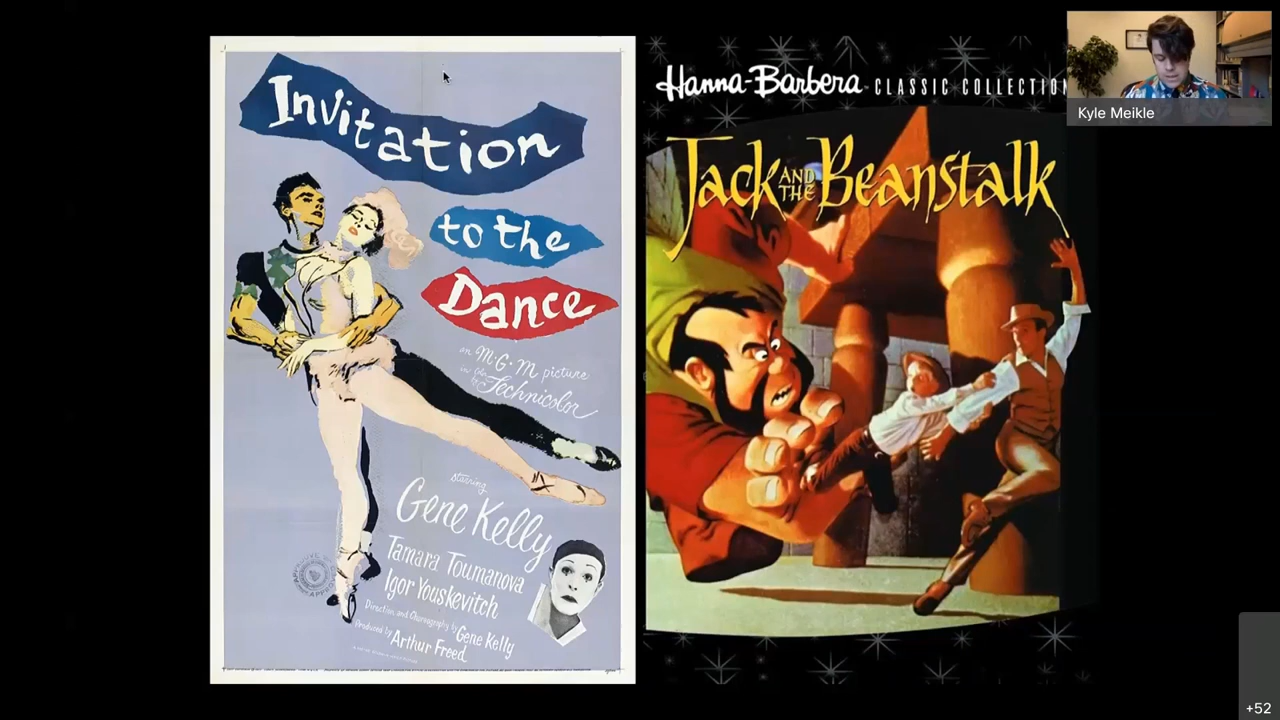 Invitation
to the
Dance
an M·G·M picture
in
Technicolor
starring
Gene Kelly
Tamara Toumanova
Igor Youskevitch
Direction and Choreography by Gene Kelly
Produced by Arthur Freed
Hanna-Barbera CLASSIC COLLECTION
Jack AND THE Beanstalk
Kyle Meikle
+52